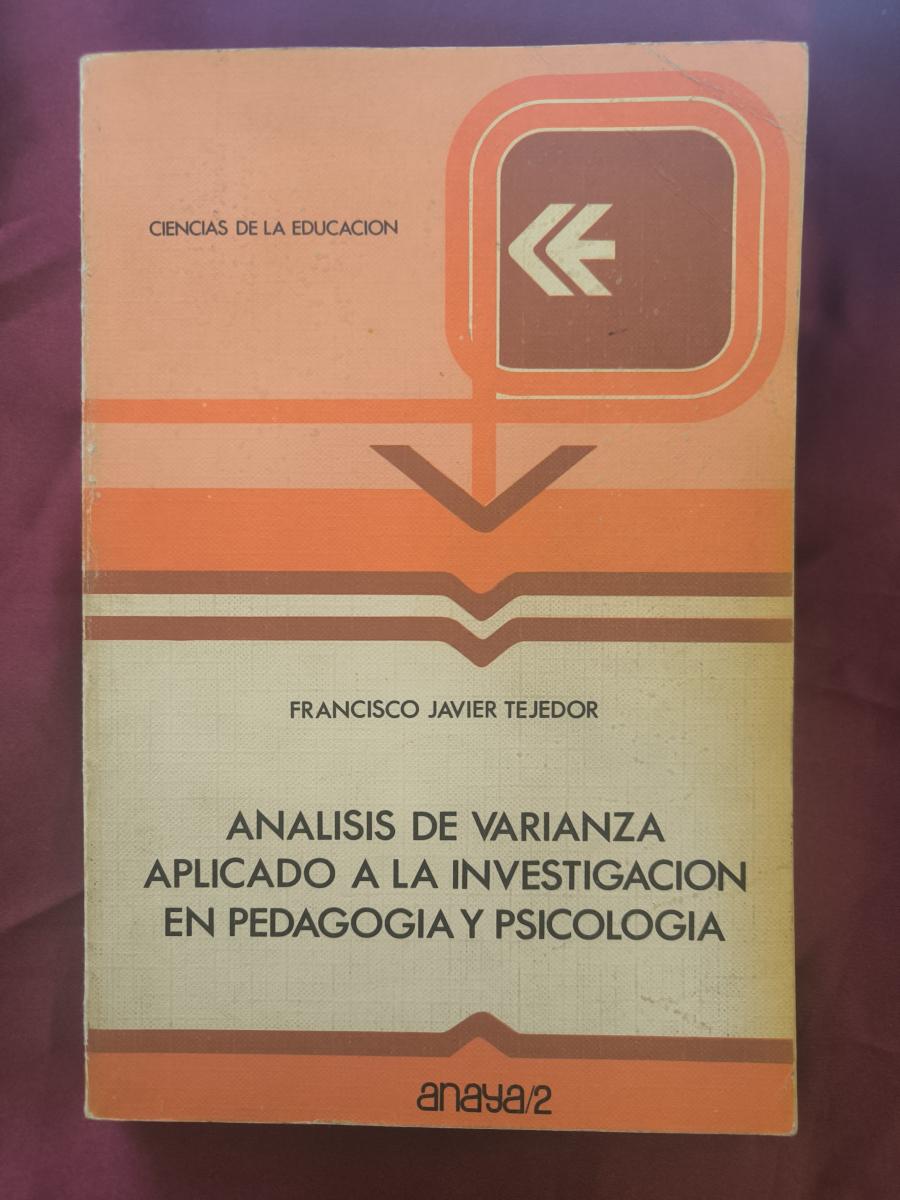 CIENCIAS DE LA EDUCACION
FRANCISCO JAVIER TEJEDOR
ANALISIS DE VARIANZA
APLICADO A LA INVESTIGACION
EN PEDAGOGIA Y PSICOLOGIA
anaya/2